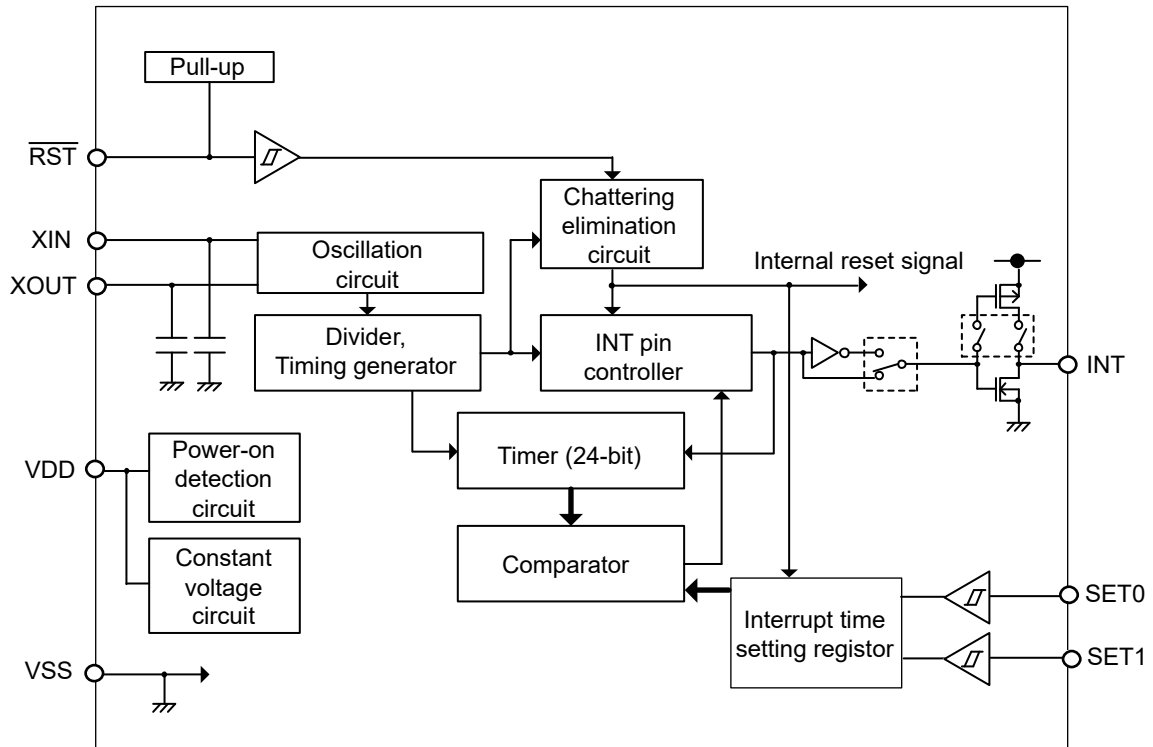 Pull-up
R̅S̅T̅
Chattering
elimination
circuit
XIN
Oscillation
circuit
XOUT
Internal reset signal
Divider,
Timing generator
INT pin
controller
INT
Timer (24-bit)
VDD
Power-on
detection
circuit
Comparator
Constant
voltage
circuit
SET0
Interrupt time
setting registor
SET1
VSS